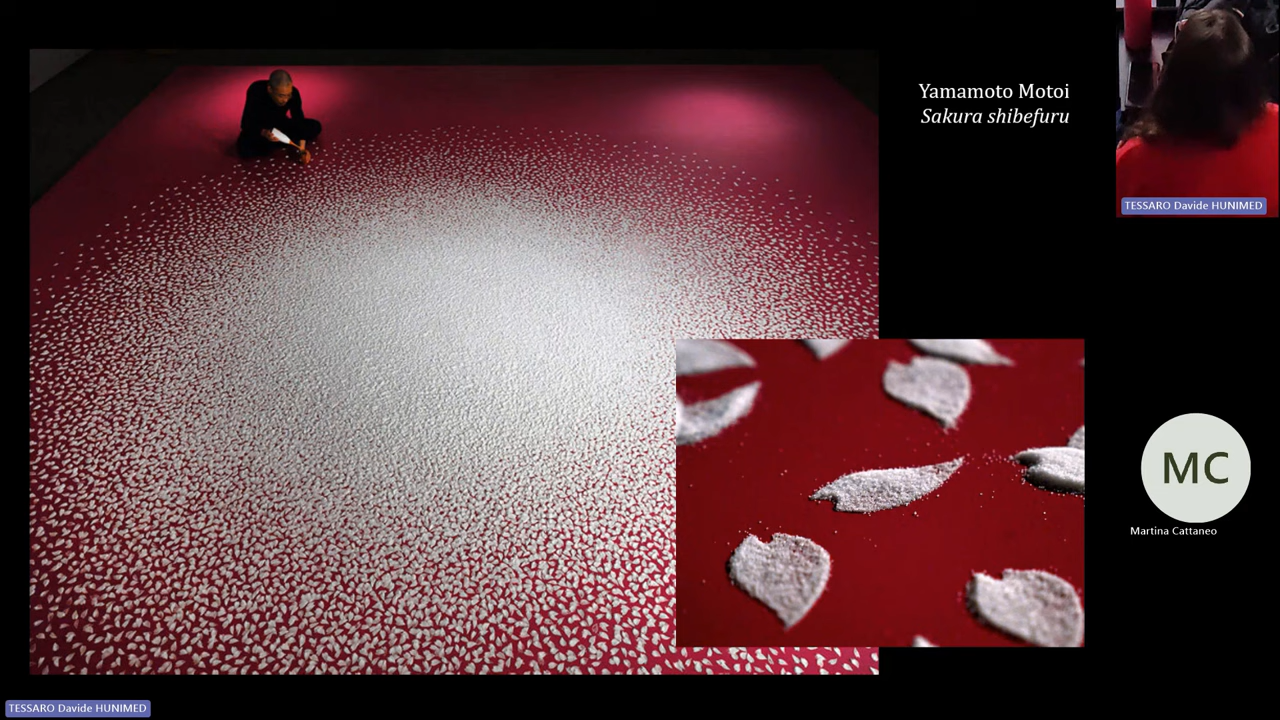 Yamamoto Motoi
Sakura shibefuru
TESSARO Davide HUNIMED
MC
Martina Cattaneo
TESSARO Davide HUNIMED